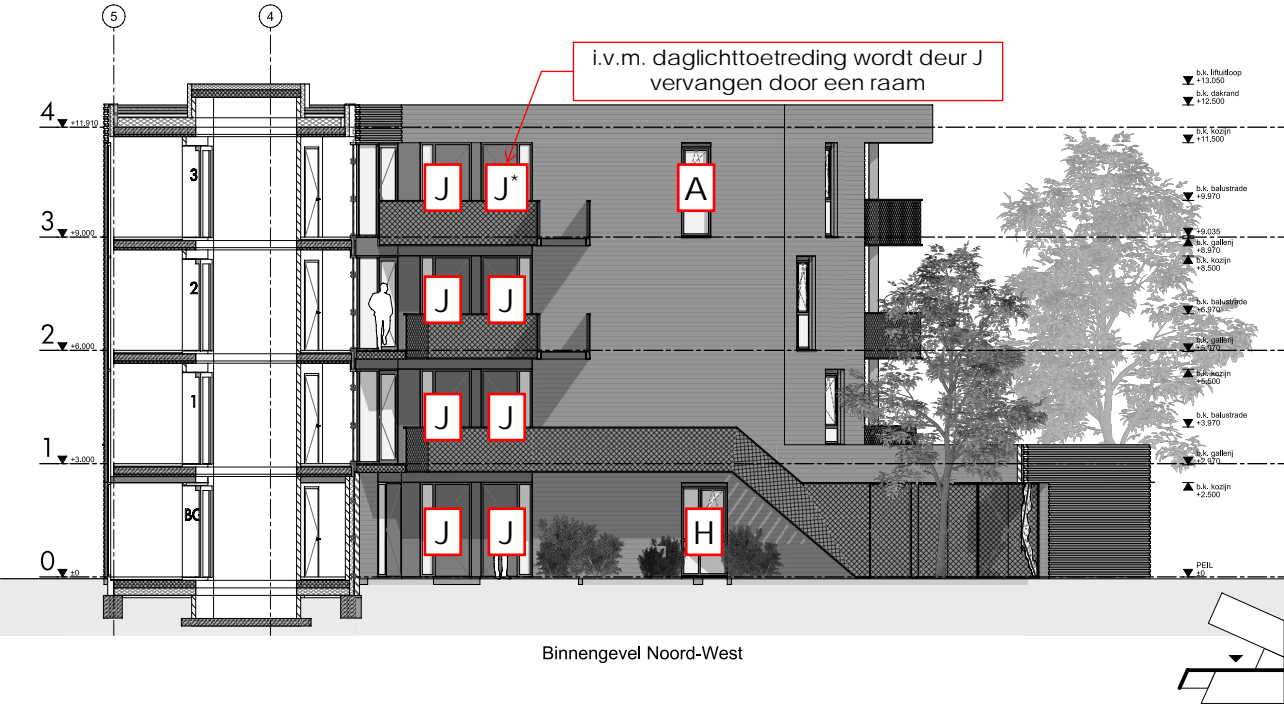 5
4
i.v.m. daglichttoetreding wordt deur J
vervangen door een raam
b.k. liftuitloop
+13.050
b.k. dakrand
+12.500
4
+11.910
b.k. kozijn
+11.500
3
J
J*
A
b.k. balustrade
+9.970
3
+9.000
+9.035
b.k. gallerij
+8.970
b.k. kozijn
+8.500
2
J
J
b.k. balustrade
+6.970
2
+6.000
b.k. gallerij
+5.970
b.k. kozijn
+5.500
1
J
J
b.k. balustrade
+3.970
1
+3.000
b.k. gallerij
+2.970
b.k. kozijn
+2.500
BG
J
J
H
0
±0
PEIL
±0
Binnengevel Noord-West